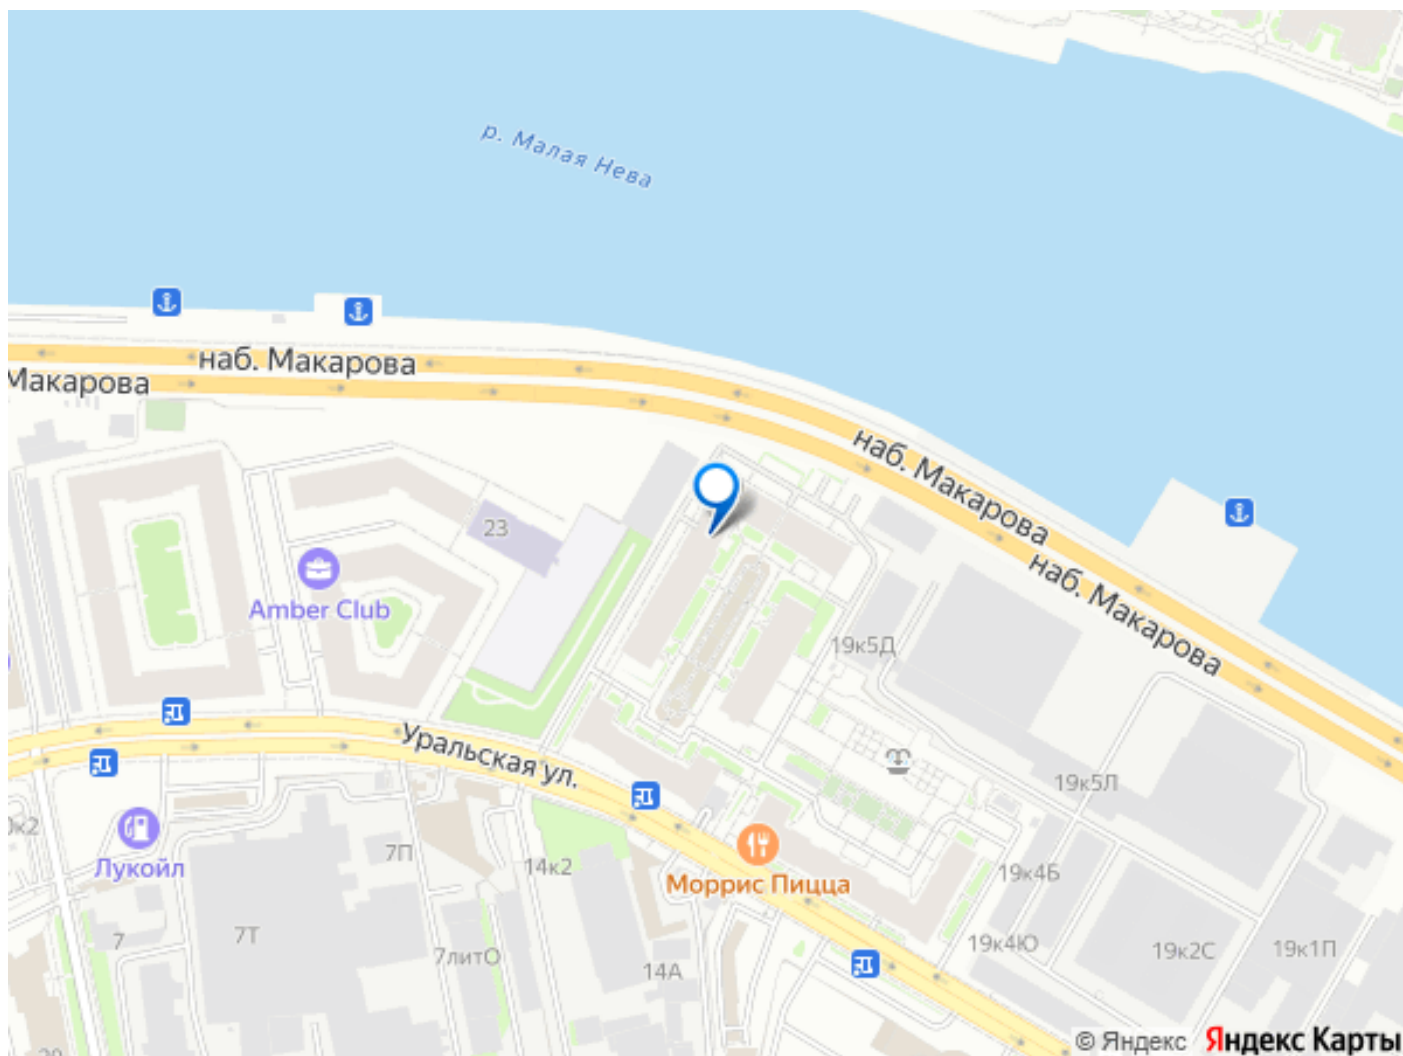 р. Малая Нева
наб. Макарова
Макарова
наб. Макарова
наб. Макарова
23
Amber Club
19к5Д
Уральская ул.
19к5Л
Лукойл
7П
14к2
Моррис Пицца
19к4Б
7
7Т
7литО
14А
19к4Ю
19к2С
19к1П
© Яндекс Яндекс Карты